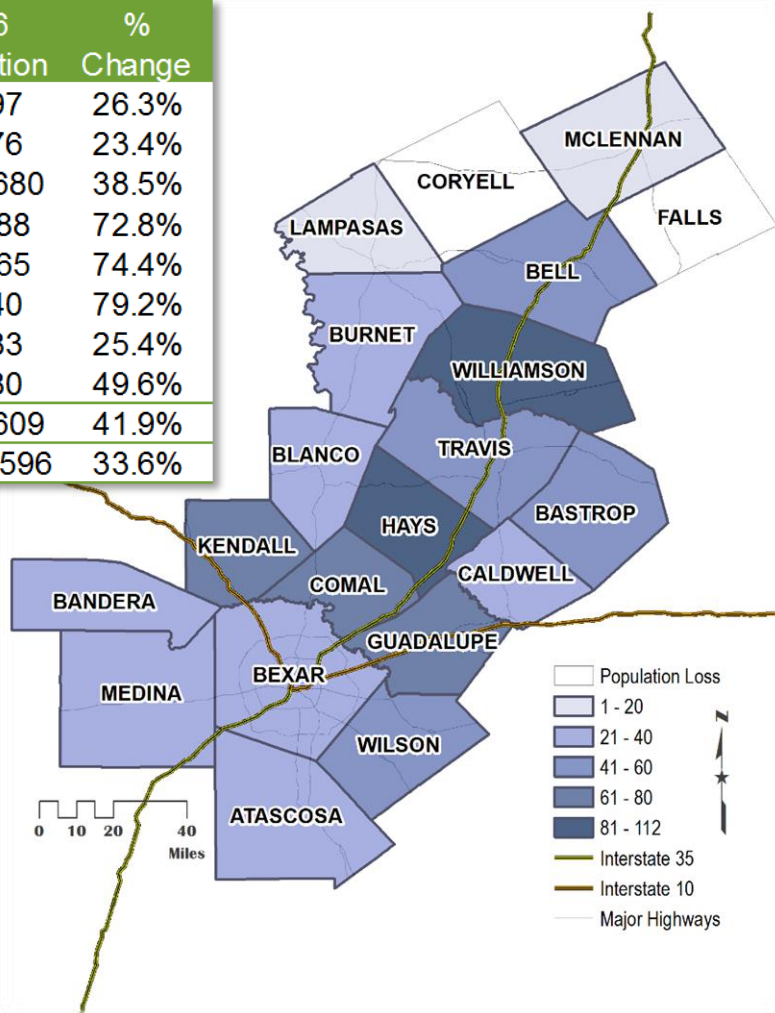 %
Change
97 26.3%
76 23.4%
680 38.5%
88 72.8%
65 74.4%
40 79.2%
33 25.4%
30 49.6%
609 41.9%
596 33.6%
MCLENNAN
CORYELL
FALLS
LAMPASAS
BELL
BURNET
WILLIAMSON
BLANCO
TRAVIS
HAYS
BASTROP
KENDALL
COMAL
CALDWELL
BANDERA
GUADALUPE
BEXAR
MEDINA
WILSON
ATASCOSA
0 10 20 40
Miles
Population Loss
1 - 20
21 - 40
41 - 60
61 - 80
81 - 112
Interstate 35
Interstate 10
Major Highways
N